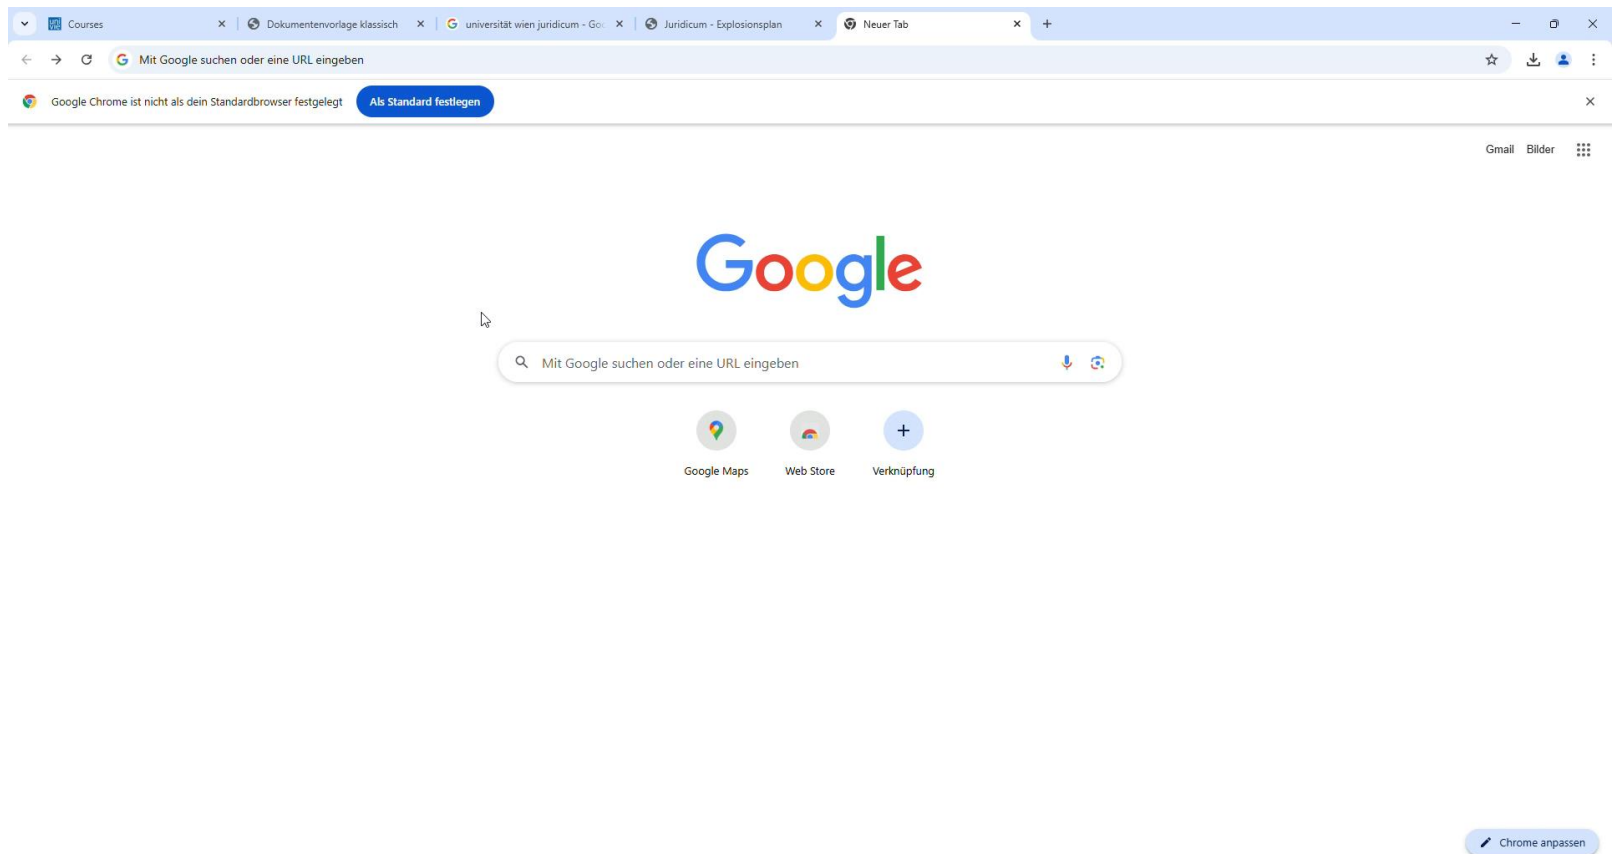 Courses
Dokumentenvorlage klassisch
universität wien juridicum - Goo
Juridicum - Explosionsplan
Neuer Tab
Mit Google suchen oder eine URL eingeben
Google Chrome ist nicht als dein Standardbrowser festgelegt
Als Standard festlegen
Gmail
Bilder
Google
Mit Google suchen oder eine URL eingeben
Google Maps
Web Store
Verknüpfung
Chrome anpassen